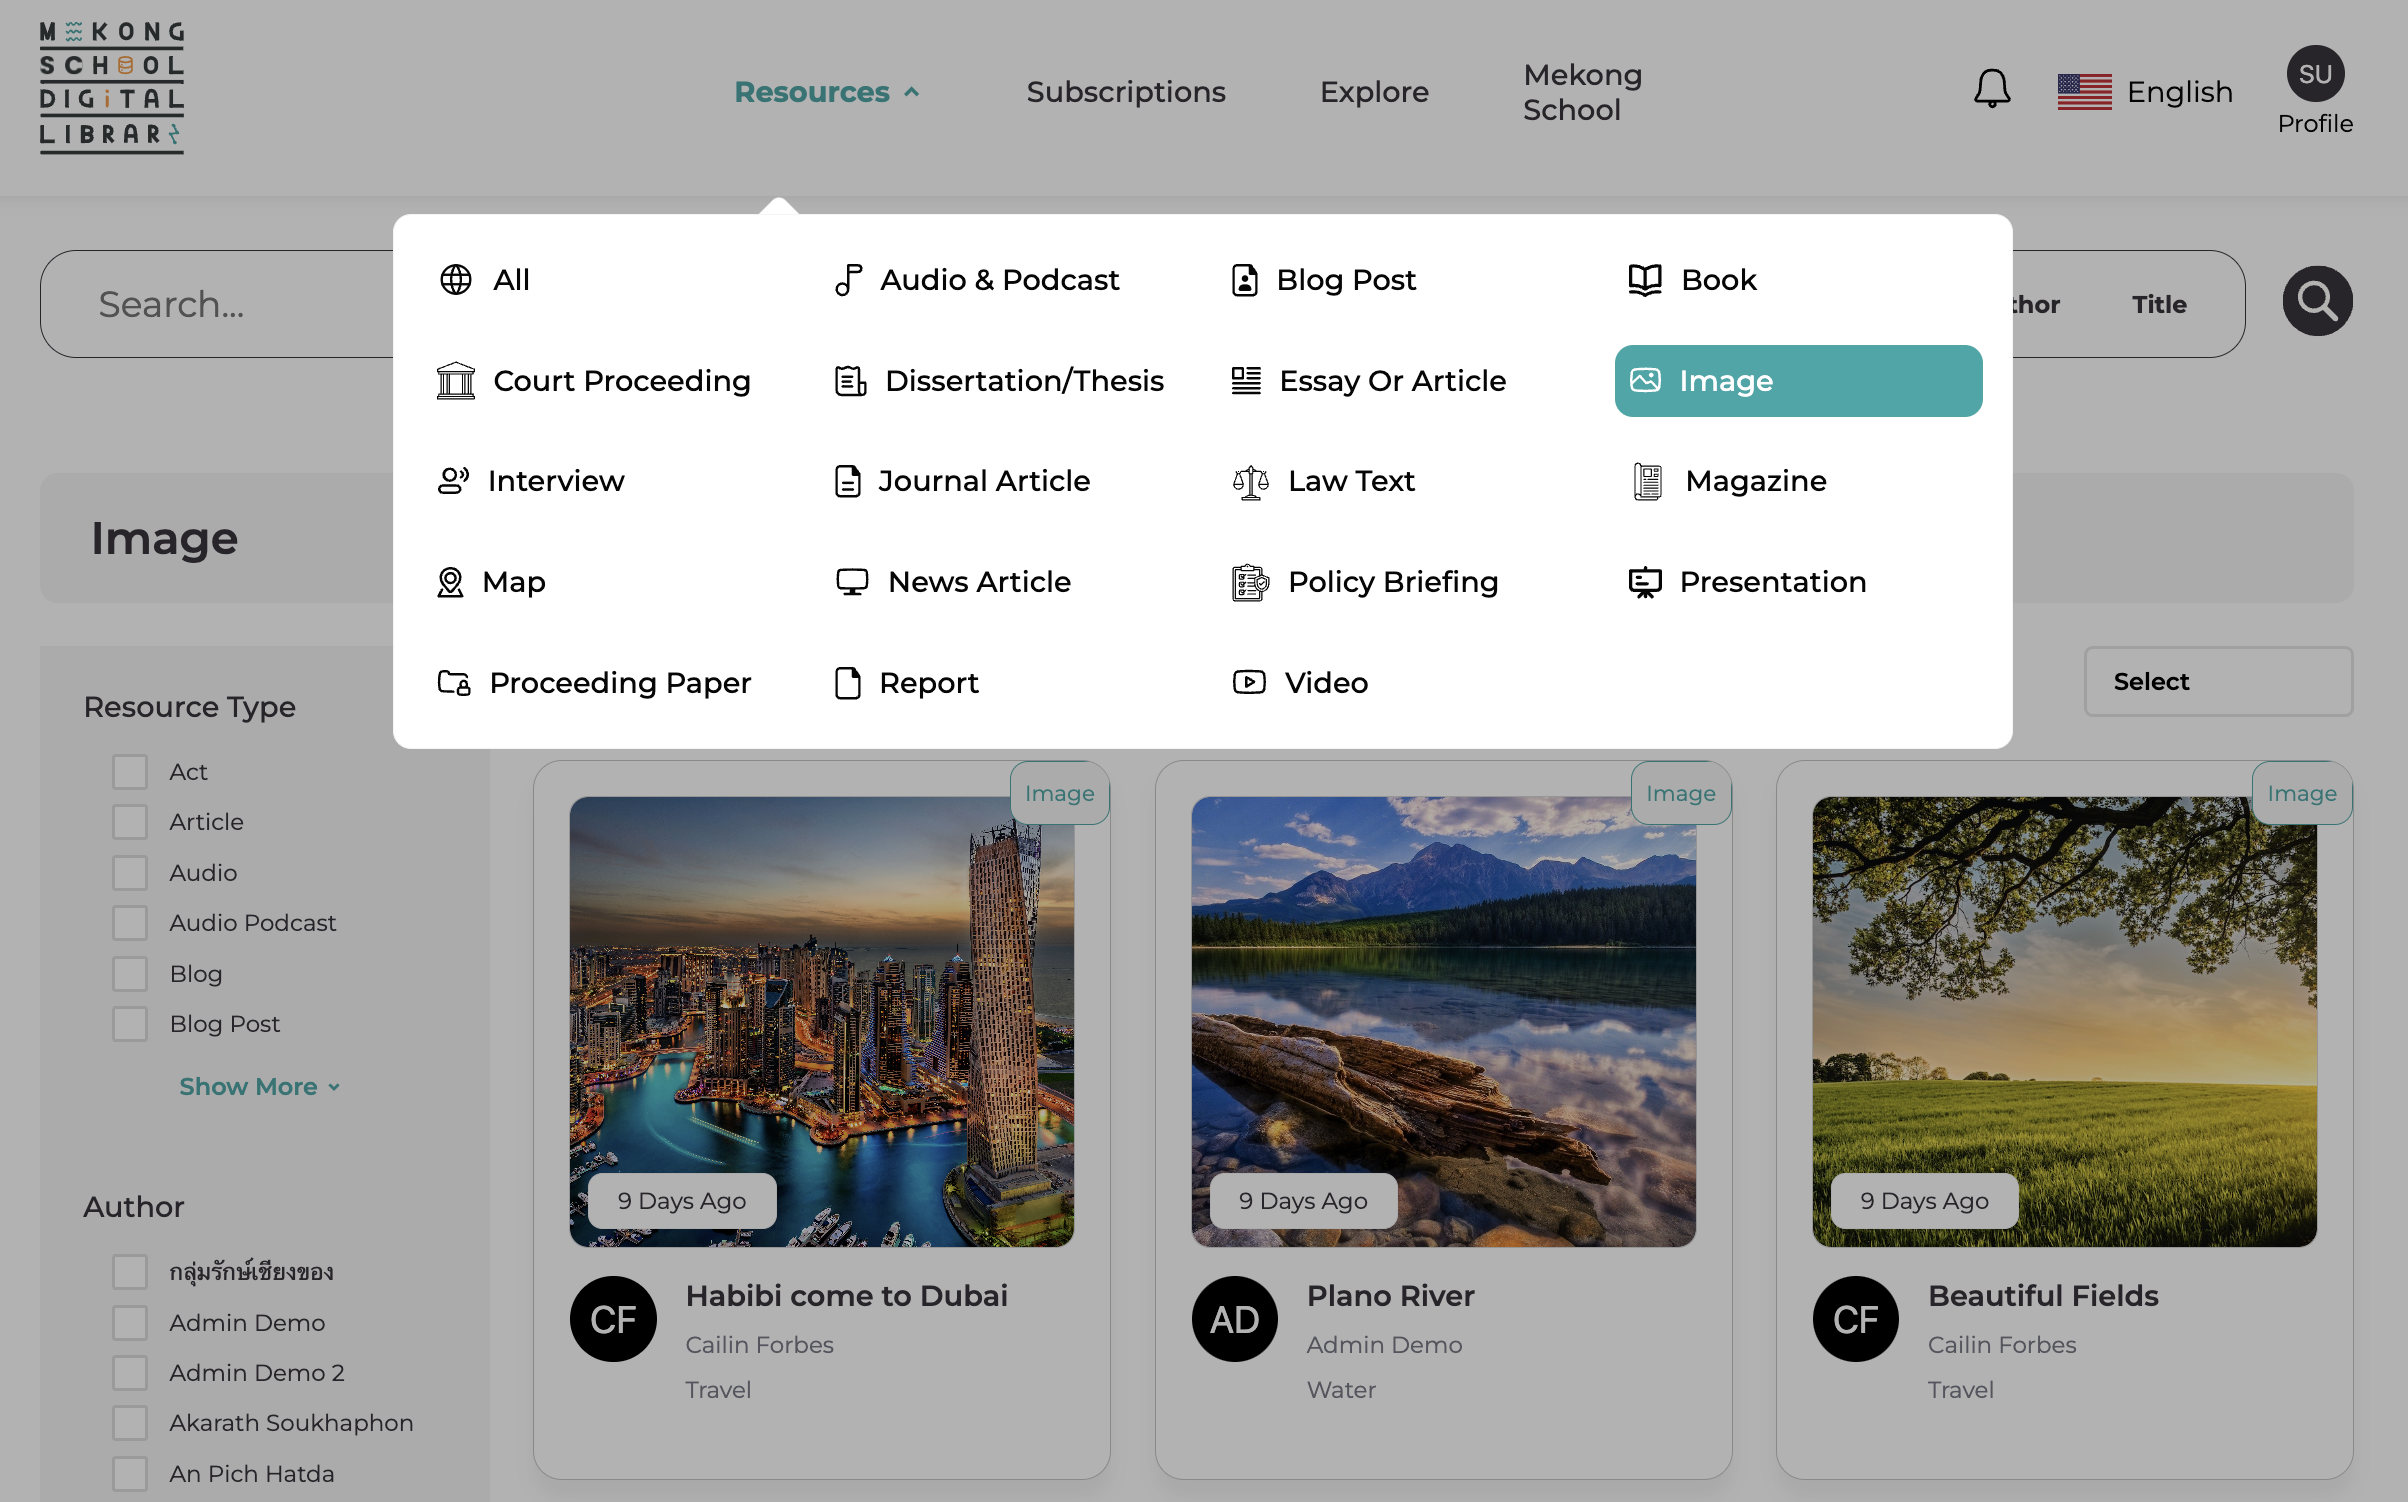 MEKONG
SCHOOL
DIGITAL
LIBRARY
Resources
Subscriptions
Explore
Mekong
School
English
SU
Profile
Search...
thor
Title
All
Audio & Podcast
Blog Post
Book
Court Proceeding
Dissertation/Thesis
Essay Or Article
Image
Interview
Journal Article
Law Text
Magazine
Map
News Article
Policy Briefing
Presentation
Proceeding Paper
Report
Video
Image
Select
Resource Type
Act
Article
Audio
Audio Podcast
Blog
Blog Post
Show More
Author
กลุ่มรักษ์เชียงของ
Admin Demo
Admin Demo 2
Akarath Soukhaphon
An Pich Hatda
Image
9 Days Ago
CF
Habibi come to Dubai
Cailin Forbes
Travel
Image
9 Days Ago
AD
Plano River
Admin Demo
Water
Image
9 Days Ago
CF
Beautiful Fields
Cailin Forbes
Travel